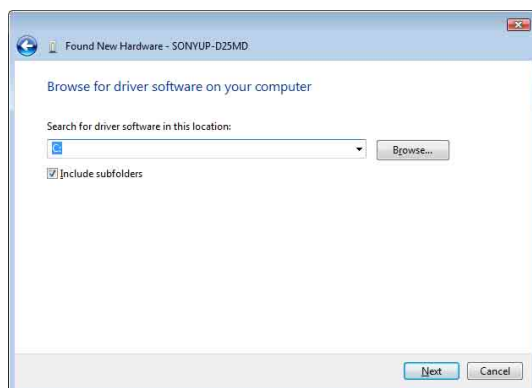 Found New Hardware - SONYUP-D25MD
Browse for driver software on your computer
Search for driver software in this location:
C:
Browse...
Include subfolders
Next
Cancel